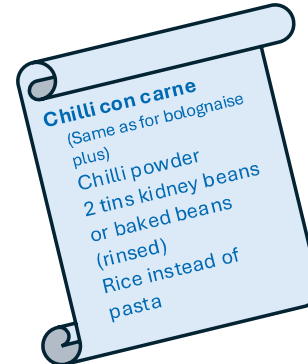 Chilli con carne
(Same as for bolognaise
plus)
Chilli powder
2 tins kidney beans
or baked beans
(rinsed)
Rice instead of
pasta